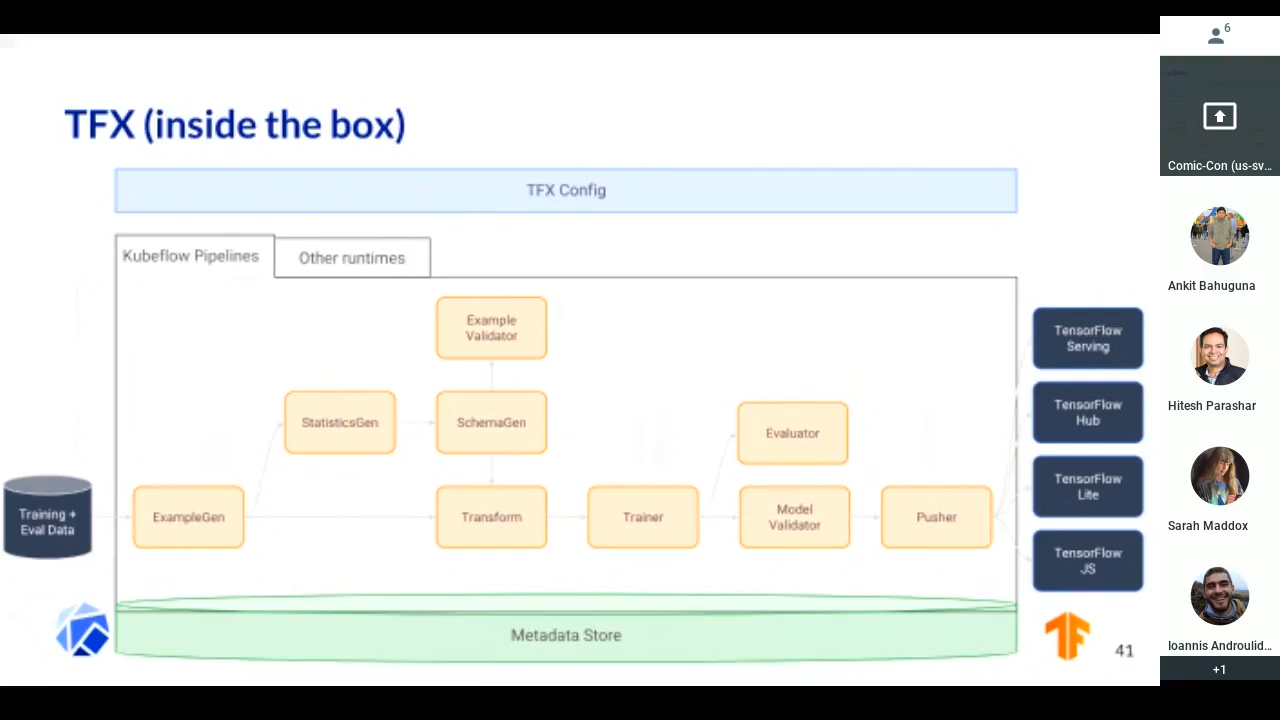 TFX (inside the box)
TFX Config
Kubeflow Pipelines
Other runtimes
Example
Validator
StatisticsGen
SchemaGen
Evaluator
Training +
Eval Data
ExampleGen
Transform
Trainer
Model
Validator
Pusher
TensorFlow
Serving
TensorFlow
Hub
TensorFlow
Lite
TensorFlow
JS
Metadata Store
41
6
Comic-Con (us-sv...
Ankit Bahuguna
Hitesh Parashar
Sarah Maddox
Ioannis Androulid...
+1